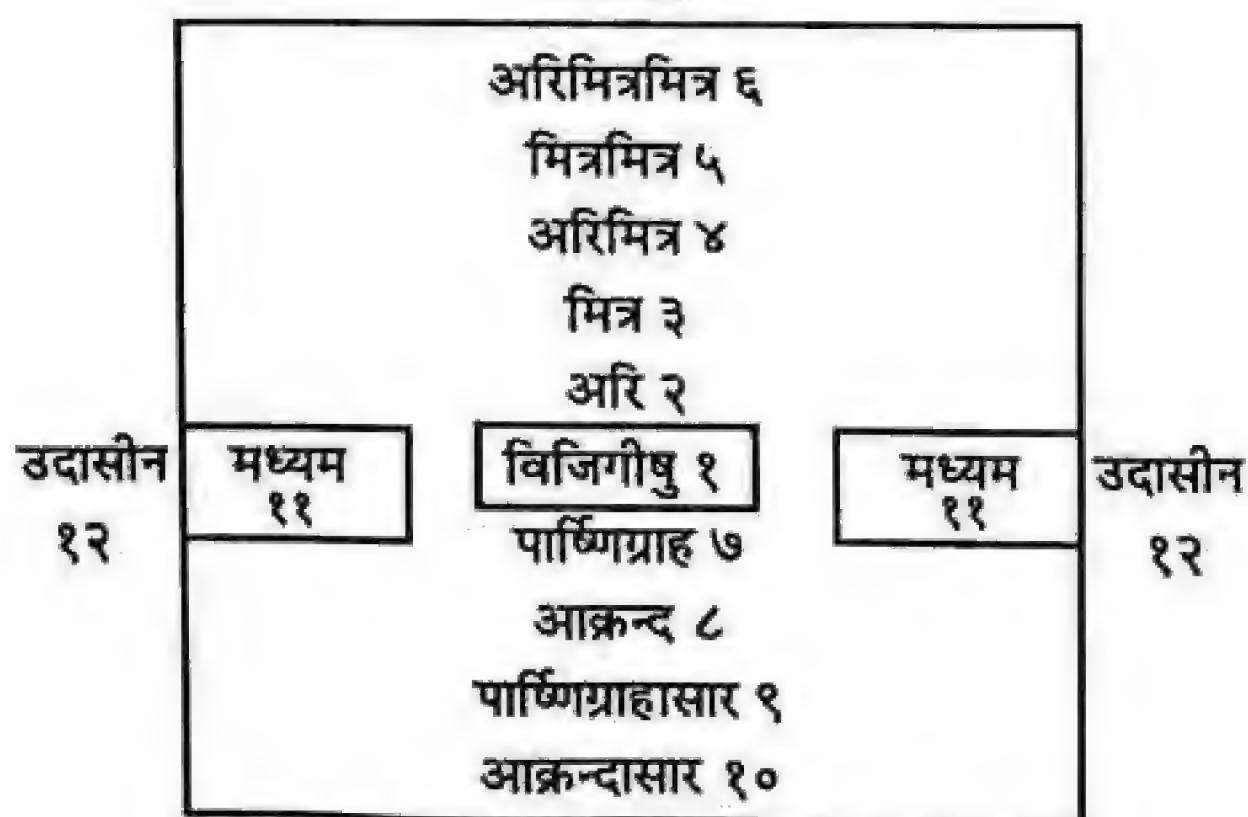 अरिमित्रमित्र ६
मित्रमित्र ५
अरिमित्र ४
मित्र ३
अरि २
उदासीन
१२
मध्यम
११
विजिगीषु १
मध्यम
११
उदासीन
१२
पार्ष्णिग्राह ७
आक्रन्द ८
पार्ष्णिग्राहासार ९
आक्रन्दासार १०